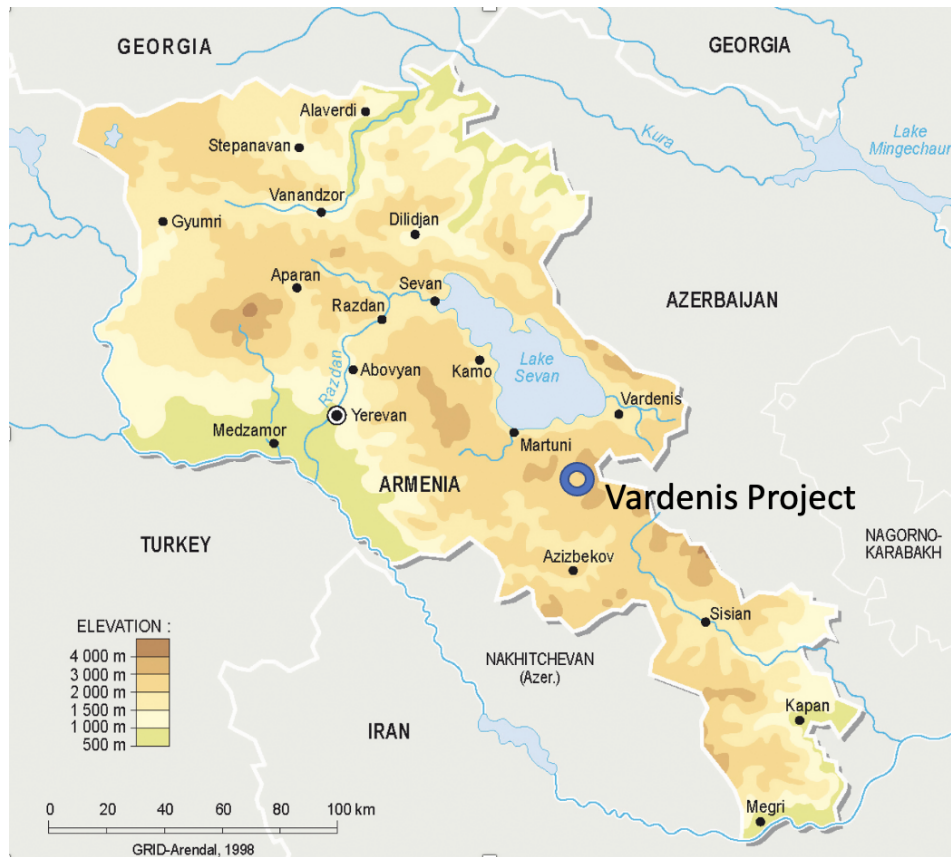 GEORGIA
GEORGIA
Alaverdi
Stepanavan
Kura
Lake
Mingechaur
Vanandzor
Gyumri
Dilidjan
Aparan
Sevan
Razdan
AZERBAIJAN
Razdan
Abovyan
Kamo
Lake
Sevan
Yerevan
Vardenis
Medzamor
Martuni
ARMENIA
Vardenis Project
TURKEY
NAGORNO-
KARABAKH
Azizbekov
Sisian
ELEVATION :
4 000 m
3 000 m
2 000 m
1 500 m
1 000 m
500 m
NAKHITCHEVAN
(Azer.)
IRAN
Kapan
Megri
0 20 40 60 80 100 km
GRID-Arendal, 1998